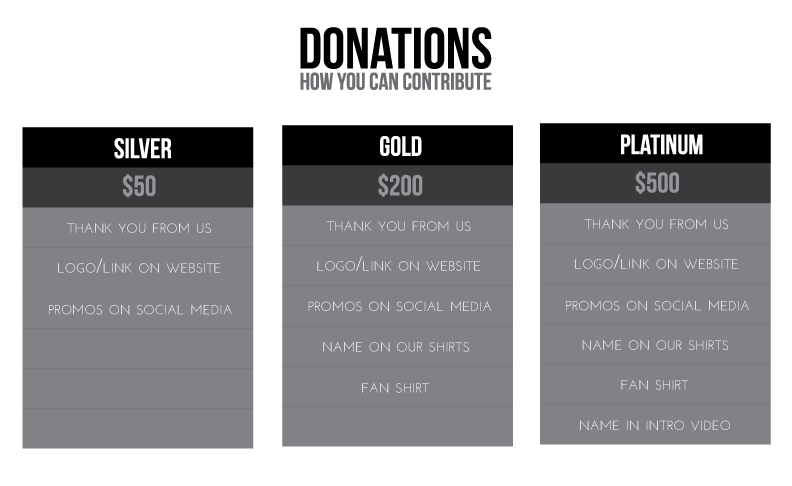 DONATIONS
HOW YOU CAN CONTRIBUTE
SILVER
$50
THANK YOU FROM US
LOGO/LINK ON WEBSITE
PROMOS ON SOCIAL MEDIA
GOLD
$200
THANK YOU FROM US
LOGO/LINK ON WEBSITE
PROMOS ON SOCIAL MEDIA
NAME ON OUR SHIRTS
FAN SHIRT
PLATINUM
$500
THANK YOU FROM US
LOGO/LINK ON WEBSITE
PROMOS ON SOCIAL MEDIA
NAME ON OUR SHIRTS
FAN SHIRT
NAME IN INTRO VIDEO